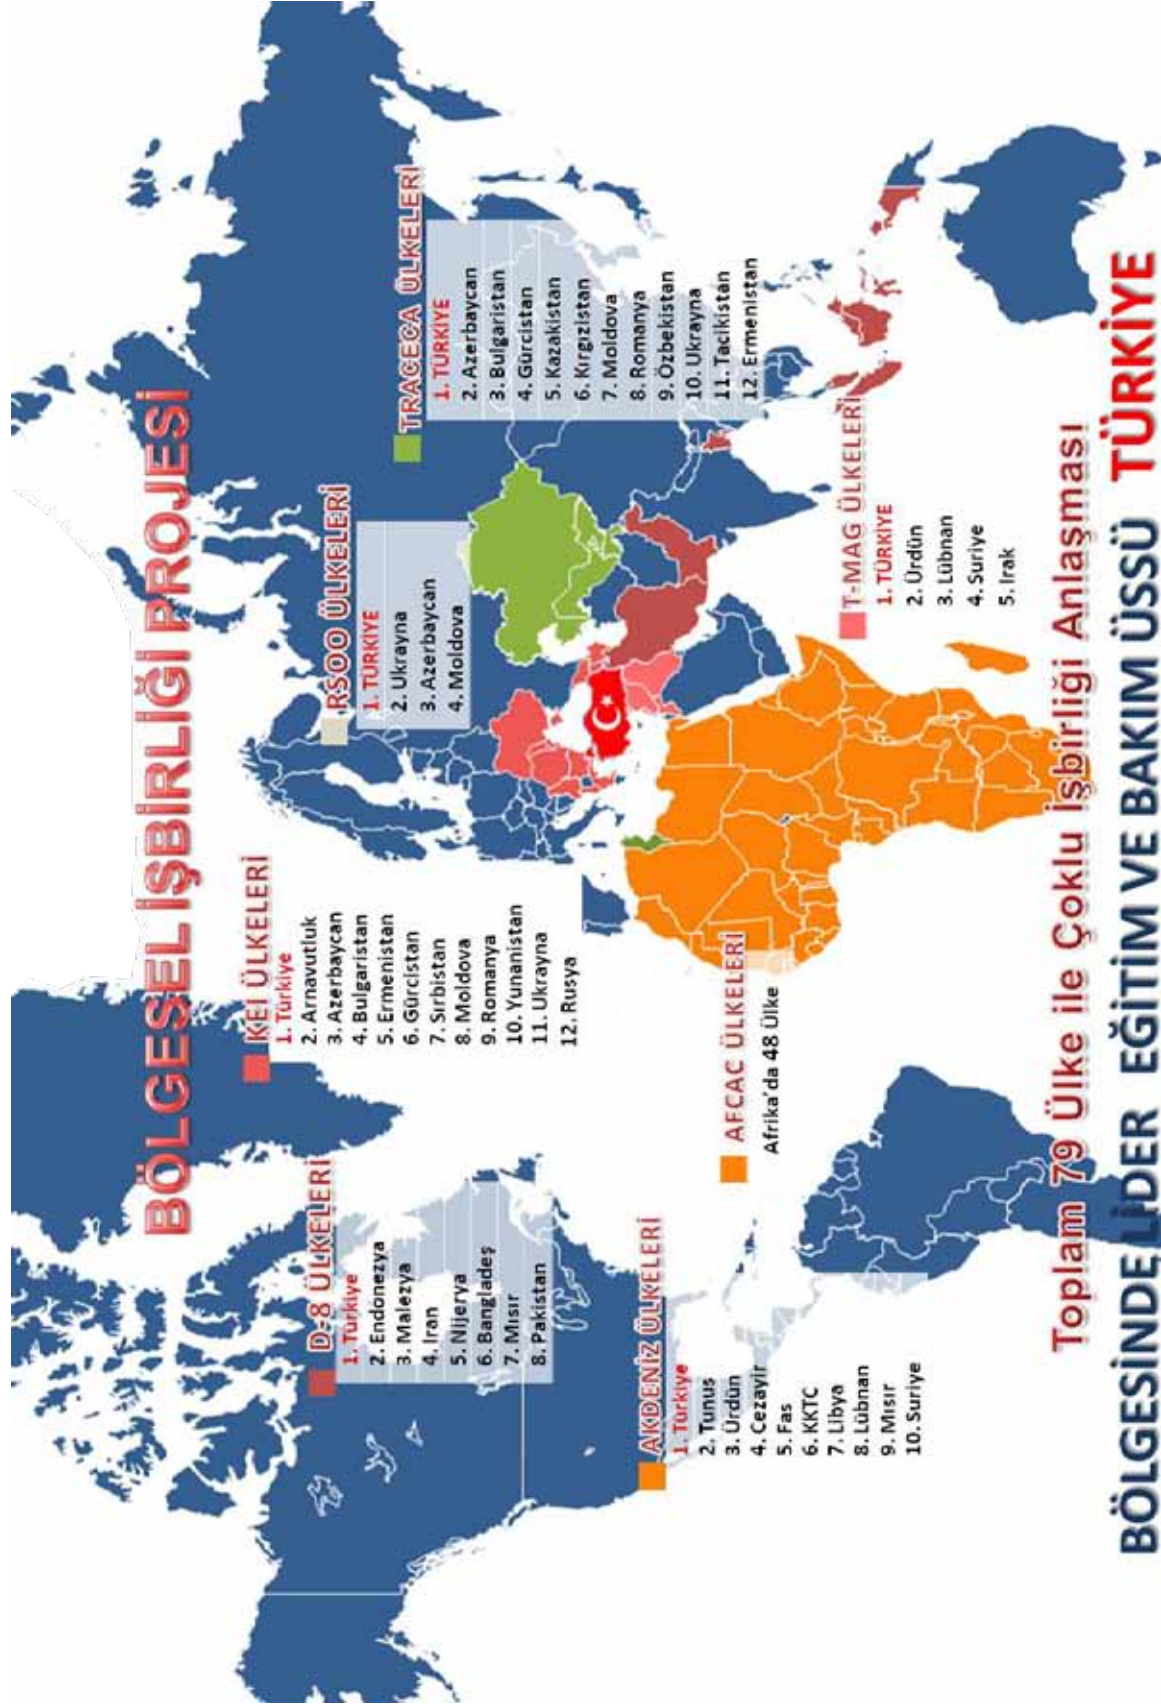 BÖLGESEL İŞBİRLİĞİ PROJESİ
D-8 ÜLKELERİ
1. Türkiye
2. Endonezya
3. Malezya
4. Iran
5. Nijerya
6. Bangladeş
7. Mısır
8. Pakistan
KEI ÜLKELERİ
1. Türkiye
2. Arnavutluk
3. Azerbaycan
4. Bulgaristan
5. Ermenistan
6. Gürcistan
7. Sırbistan
8. Moldova
9. Romanya
10. Yunanistan
11. Ukrayna
12. Rusya
RSOO ÜLKELERİ
1. TÜRKİYE
2. Ukrayna
3. Azerbaycan
4. Moldova
TRACECA ÜLKELERİ
1. TÜRKİYE
2. Azerbaycan
3. Bulgaristan
4. Gürcistan
5. Kazakistan
6. Kırgızistan
7. Moldova
8. Romanya
9. Özbekistan
10. Ukrayna
11. Tacikistan
12. Ermenistan
AKDENİZ ÜLKELERİ
1. Türkiye
2. Tunus
3. Ürdün
4. Cezayir
5. Fas
6. KKTC
7. Libya
8. Lübnan
9. Mısır
10. Suriye
AFCAC ÜLKELERİ
Afrika'da 48 Ülke
T-MAG ÜLKELERİ
1. TÜRKİYE
2. Ürdün
3. Lübnan
4. Suriye
5. Irak
Toplam 79 Ülke ile Çoklu İşbirliği Anlaşması
BÖLGESİNDE LİDER EĞİTİM VE BAKIM ÜSSÜ TÜRKİYE